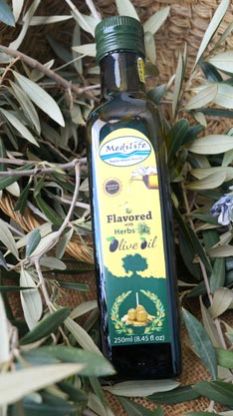 Medilife
Flavored
with
Herbs
Olive Oil
250ml (8.45 fl oz)